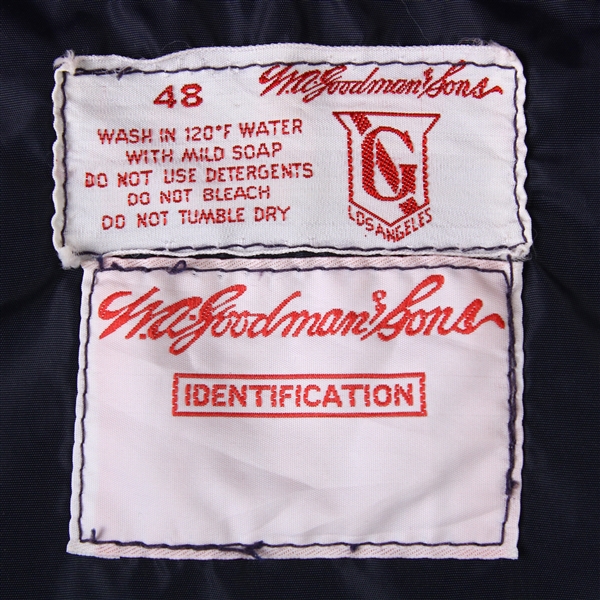 48
W.A. Goodman & Sons
WASH IN 120°F WATER
WITH MILD SOAP
DO NOT USE DETERGENTS
DO NOT BLEACH
DO NOT TUMBLE DRY
G
LOS ANGELES
W.A. Goodman & Sons
IDENTIFICATION